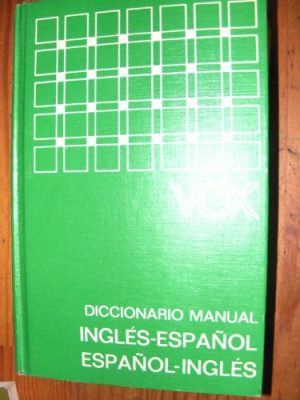 VOX
DICCIONARIO MANUAL
INGLÉS-ESPAÑOL
ESPAÑOL-INGLÉS